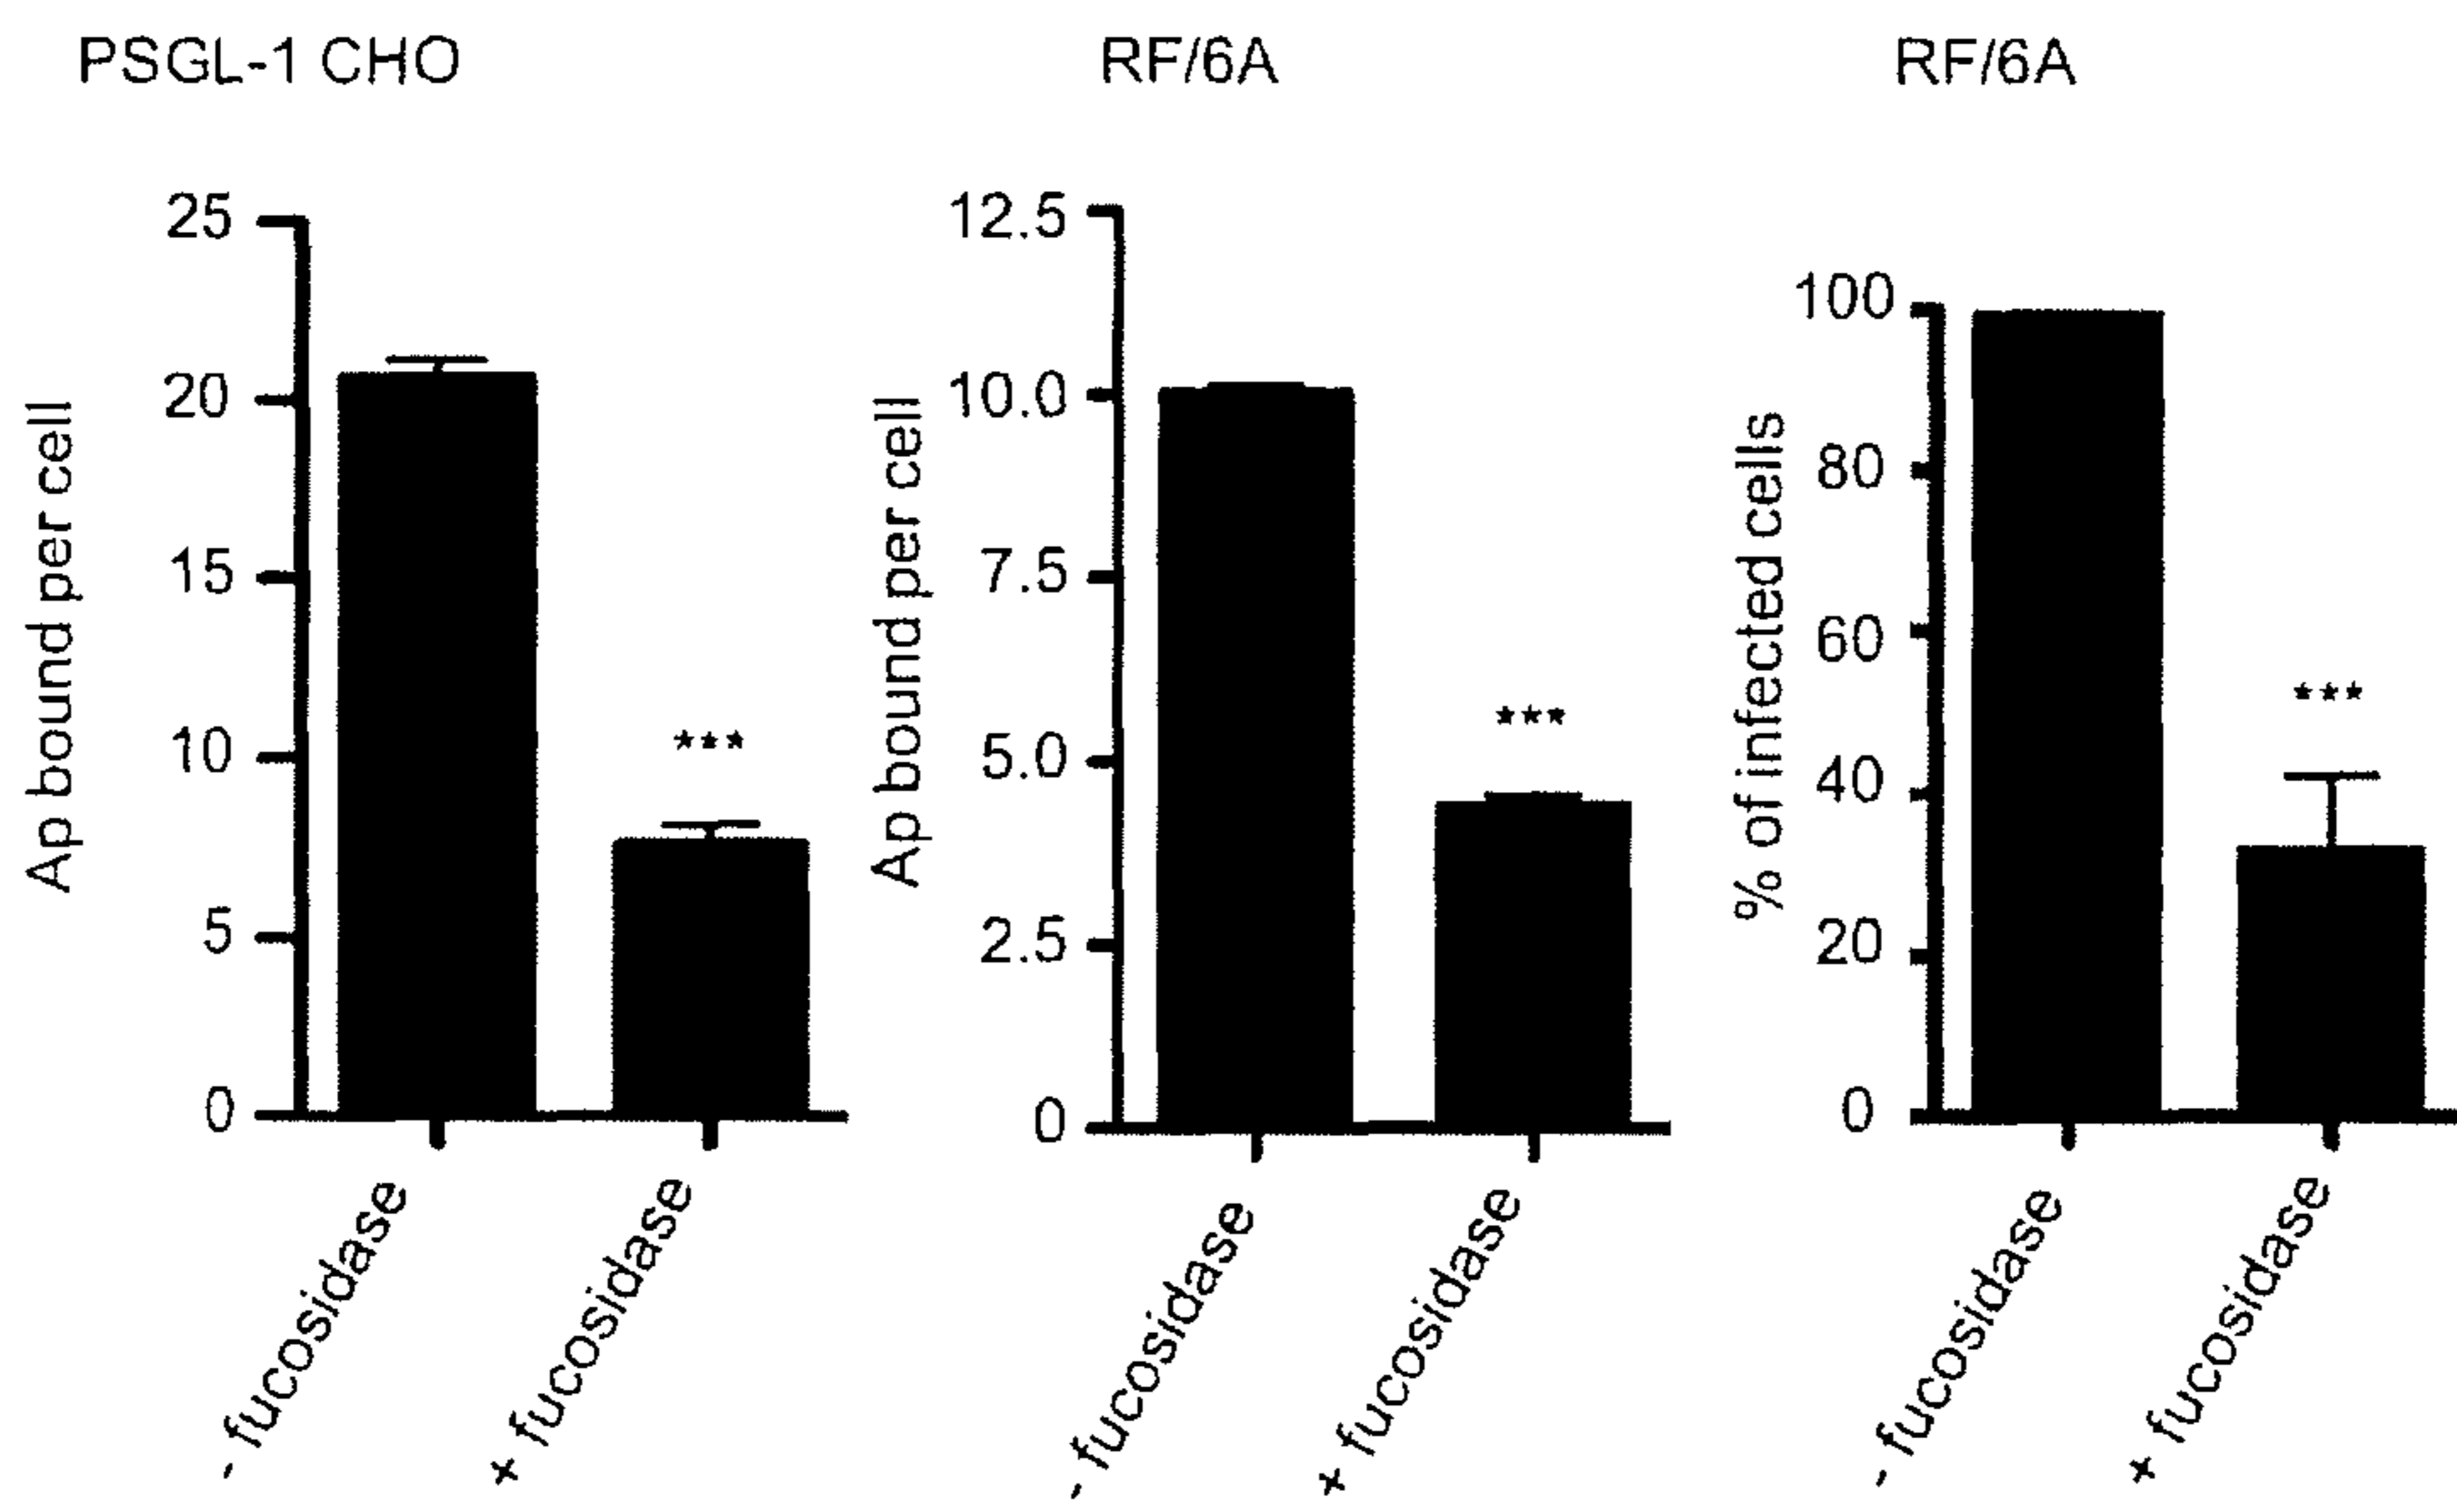 PSGL-1 CHO
Ap bound per cell
25
20
15
10
5
0
***
- fucosidase
+ fucosidase
RF/6A
Ap bound per cell
12.5
10.0
7.5
5.0
2.5
0
***
- fucosidase
+ fucosidase
RF/6A
% of infected cells
100
80
60
40
20
0
***
- fucosidase
+ fucosidase